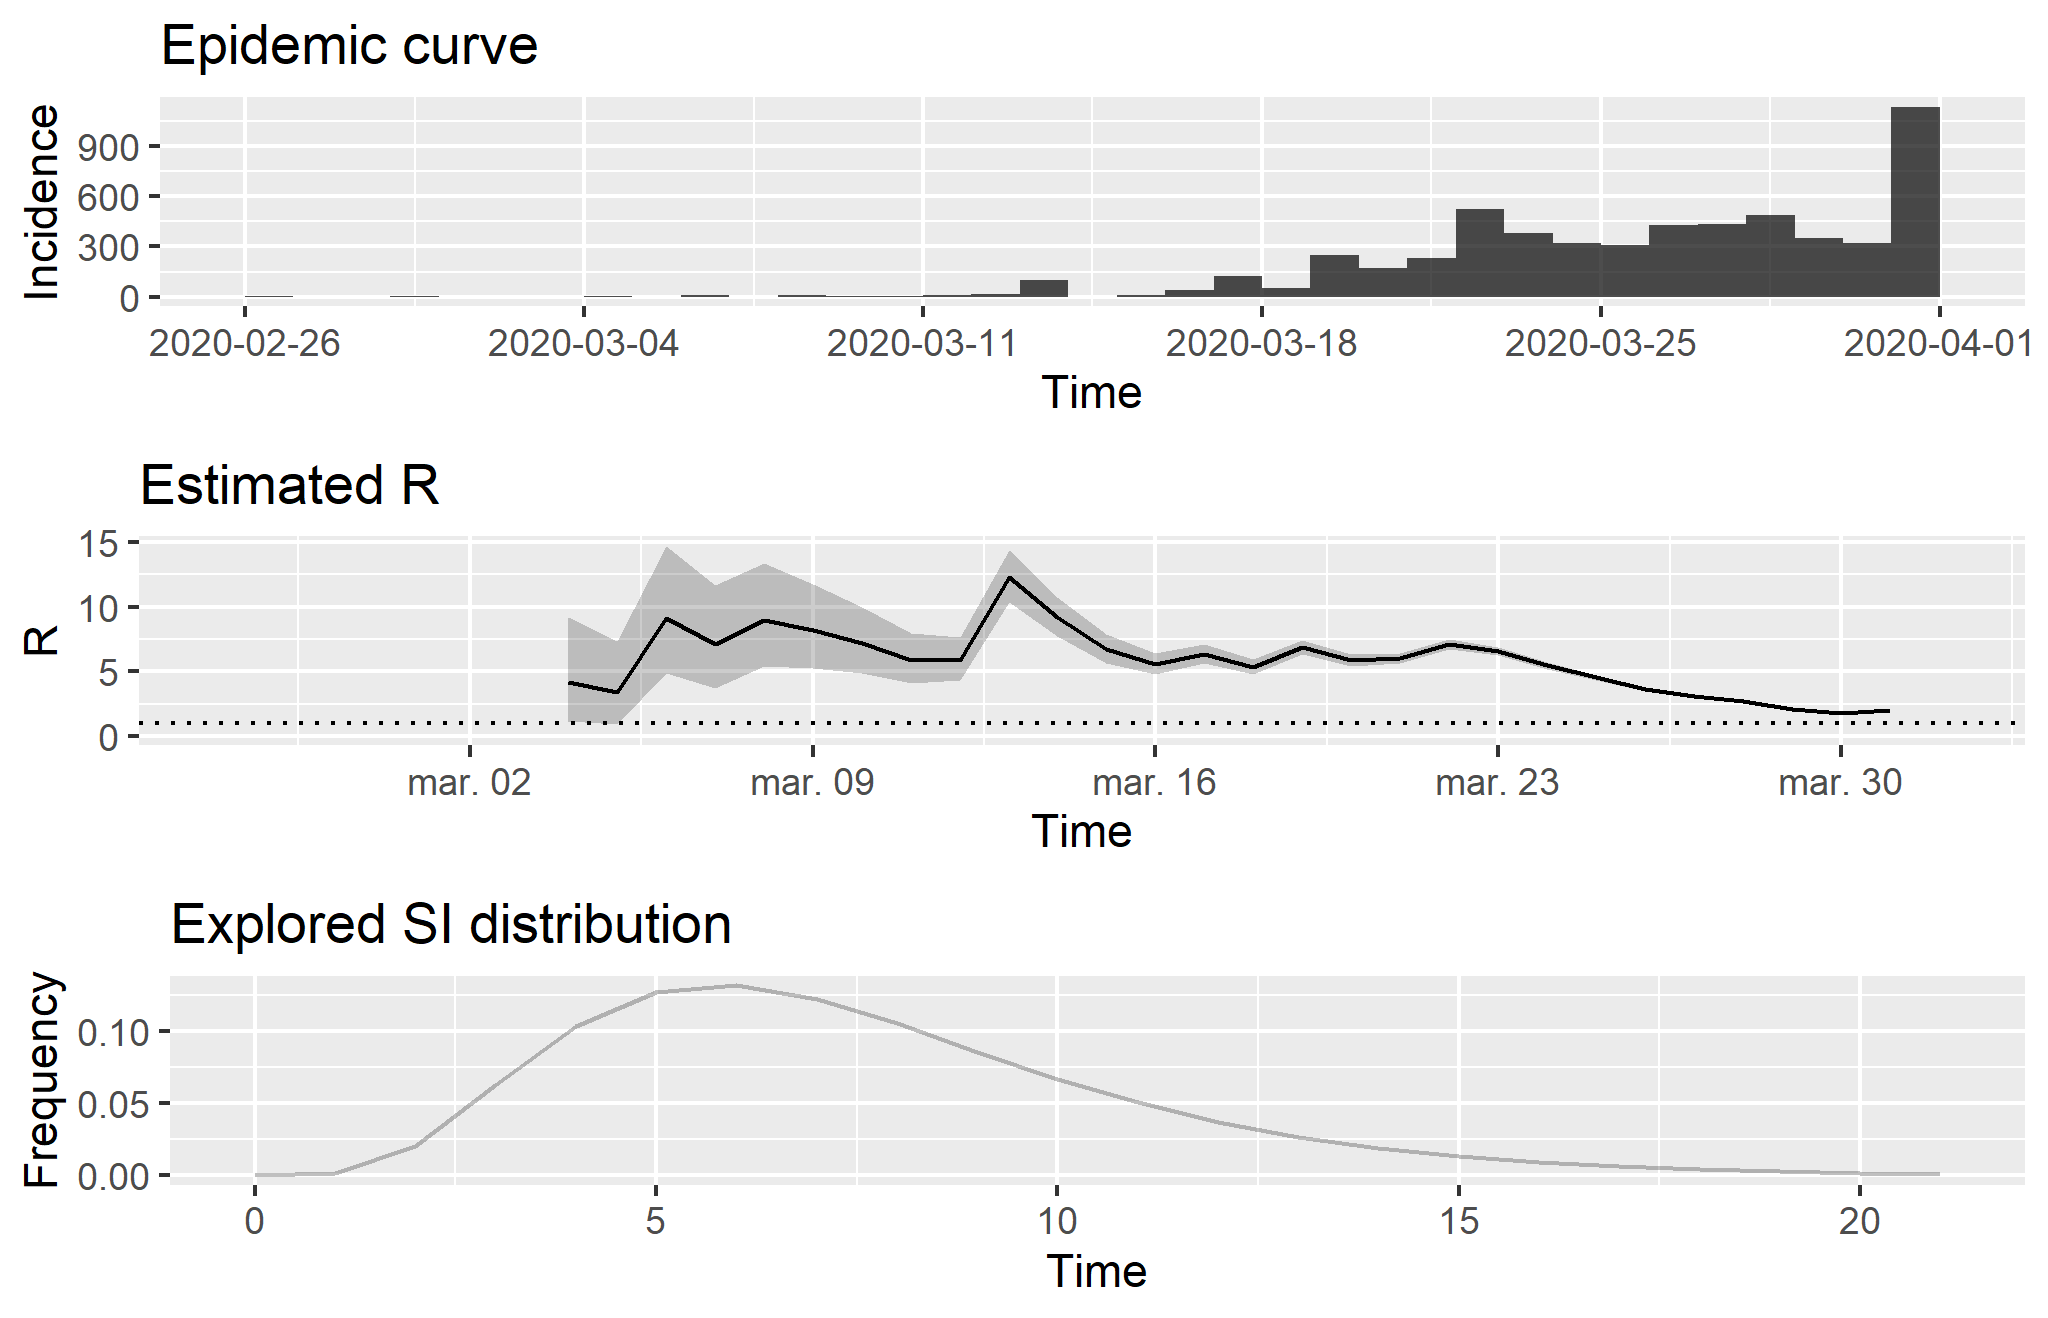 Epidemic curve
Incidence
900
600
300
0
2020-02-26 2020-03-04 2020-03-11 2020-03-18 2020-03-25 2020-04-01
Time
Estimated R
R
15
10
5
0
mar. 02 mar. 09 mar. 16 mar. 23 mar. 30
Time
Explored SI distribution
Frequency
0.10
0.05
0.00
0 5 10 15 20
Time